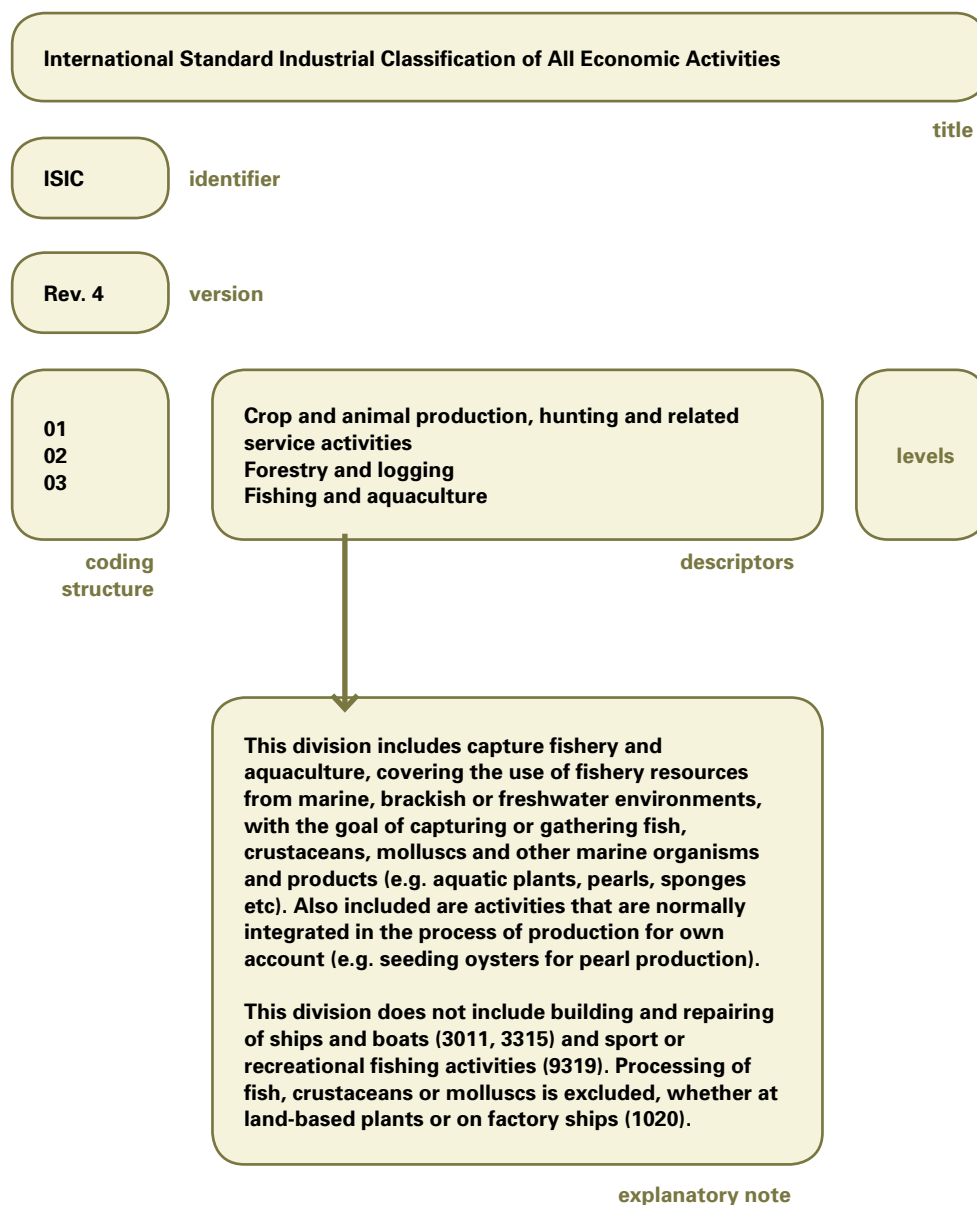 International Standard Industrial Classification of All Economic Activities
title
ISIC
identifier
Rev. 4
version
01
02
03
coding
structure
Crop and animal production, hunting and related
service activities
Forestry and logging
Fishing and aquaculture
descriptors
levels
This division includes capture fishery and
aquaculture, covering the use of fishery resources
from marine, brackish or freshwater environments,
with the goal of capturing or gathering fish,
crustaceans, molluscs and other marine organisms
and products (e.g. aquatic plants, pearls, sponges
etc). Also included are activities that are normally
integrated in the process of production for own
account (e.g. seeding oysters for pearl production).
This division does not include building and repairing
of ships and boats (3011, 3315) and sport or
recreational fishing activities (9319). Processing of
fish, crustaceans or molluscs is excluded, whether at
land-based plants or on factory ships (1020).
explanatory note